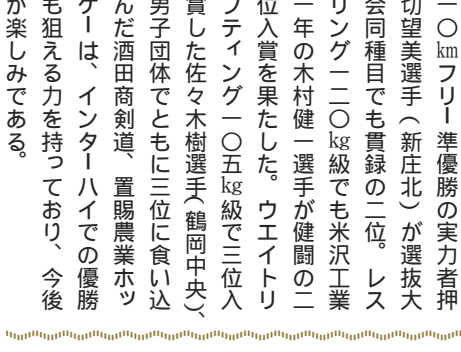 一〇㎞フリー準優勝の実力者押
切望美選手（新庄北）が選抜大
会同種目でも貫録の二位。レス
リング一二〇㎏級でも米沢工業
一年の木村健一選手が健闘の二
位入賞を果たした。ウエイトリ
フティング一〇五㎏級で三位入
賞した佐々木樹選手（鶴岡中央）、
男子団体でともに三位に食い込
んだ酒田商剣道、置賜農業ホッ
ケーは、インターハイでの優勝
も狙える力を持っており、今後
が楽しみである。